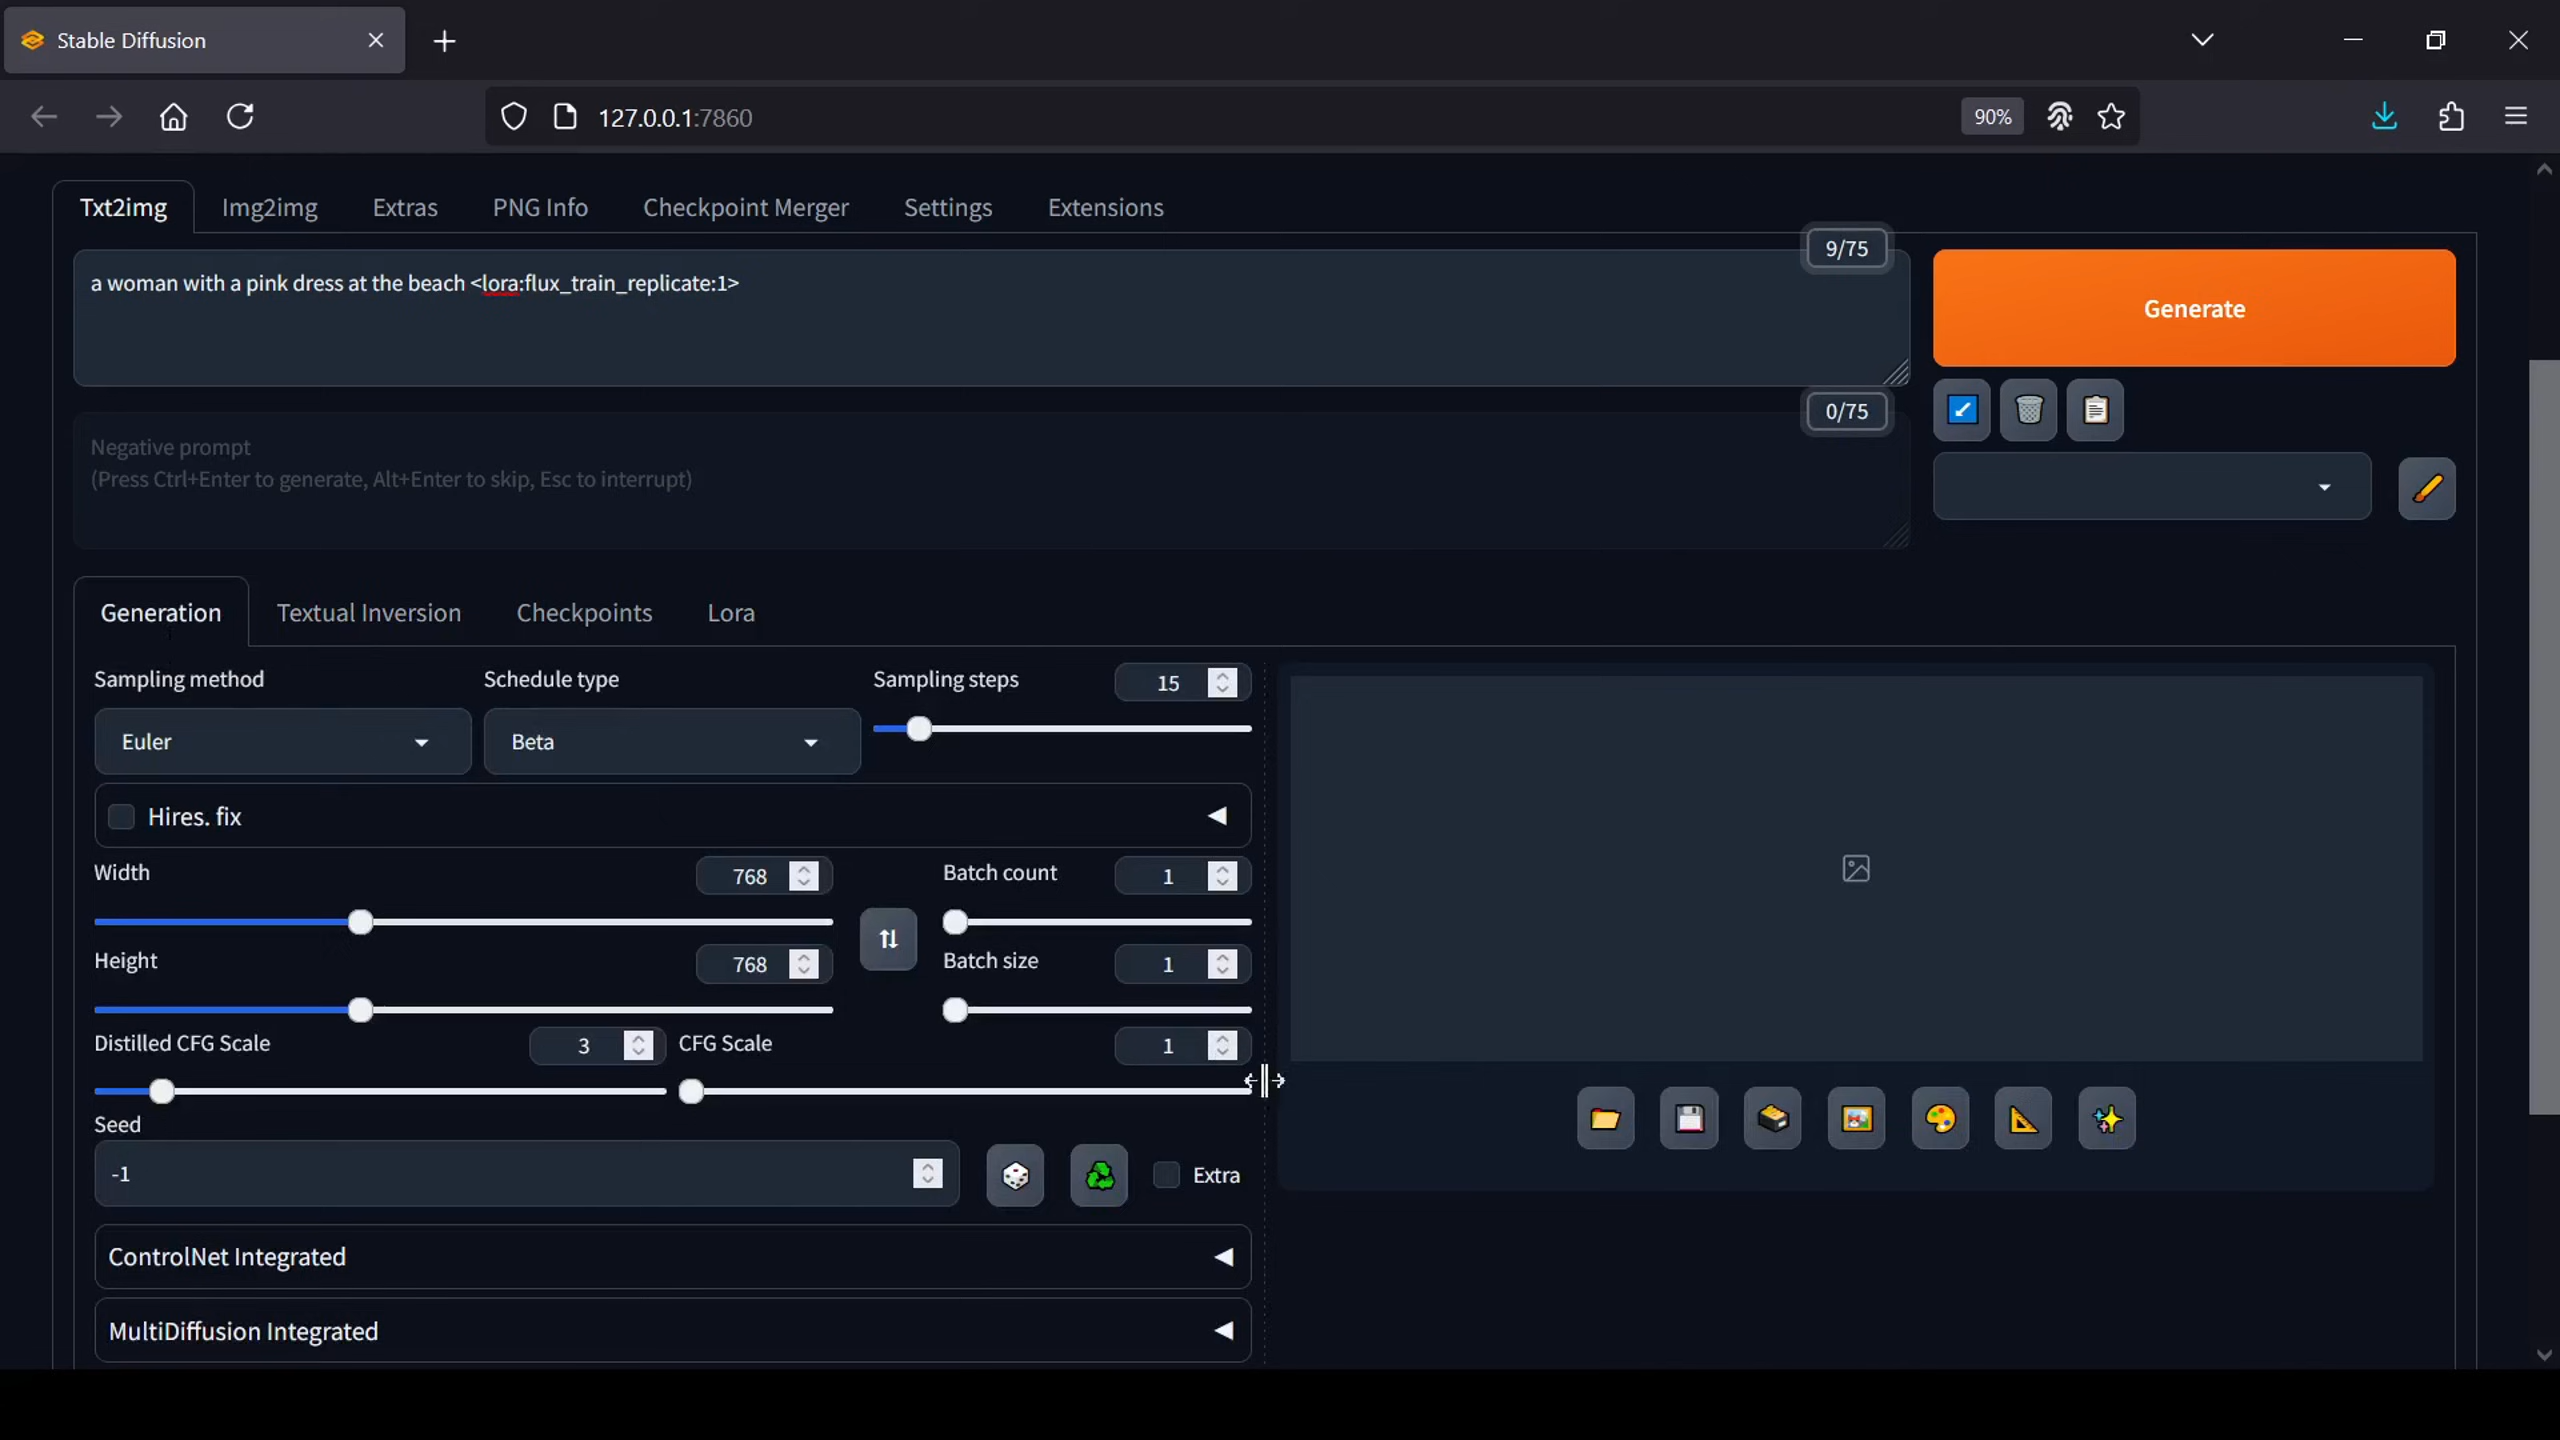 Stable Diffusion
127.0.0.1:7860
90%
Txt2img
Img2img
Extras
PNG Info
Checkpoint Merger
Settings
Extensions
9/75
a woman with a pink dress at the beach <lora:flux_train_replicate:1>
Generate
0/75
Negative prompt
(Press Ctrl+Enter to generate, Alt+Enter to skip, Esc to interrupt)
Generation
Textual Inversion
Checkpoints
Lora
Sampling method
Schedule type
Sampling steps
15
Euler
Beta
Hires. fix
Width
768
Batch count
1
Height
768
Batch size
1
Distilled CFG Scale
3
CFG Scale
1
Seed
-1
Extra
ControlNet Integrated
MultiDiffusion Integrated